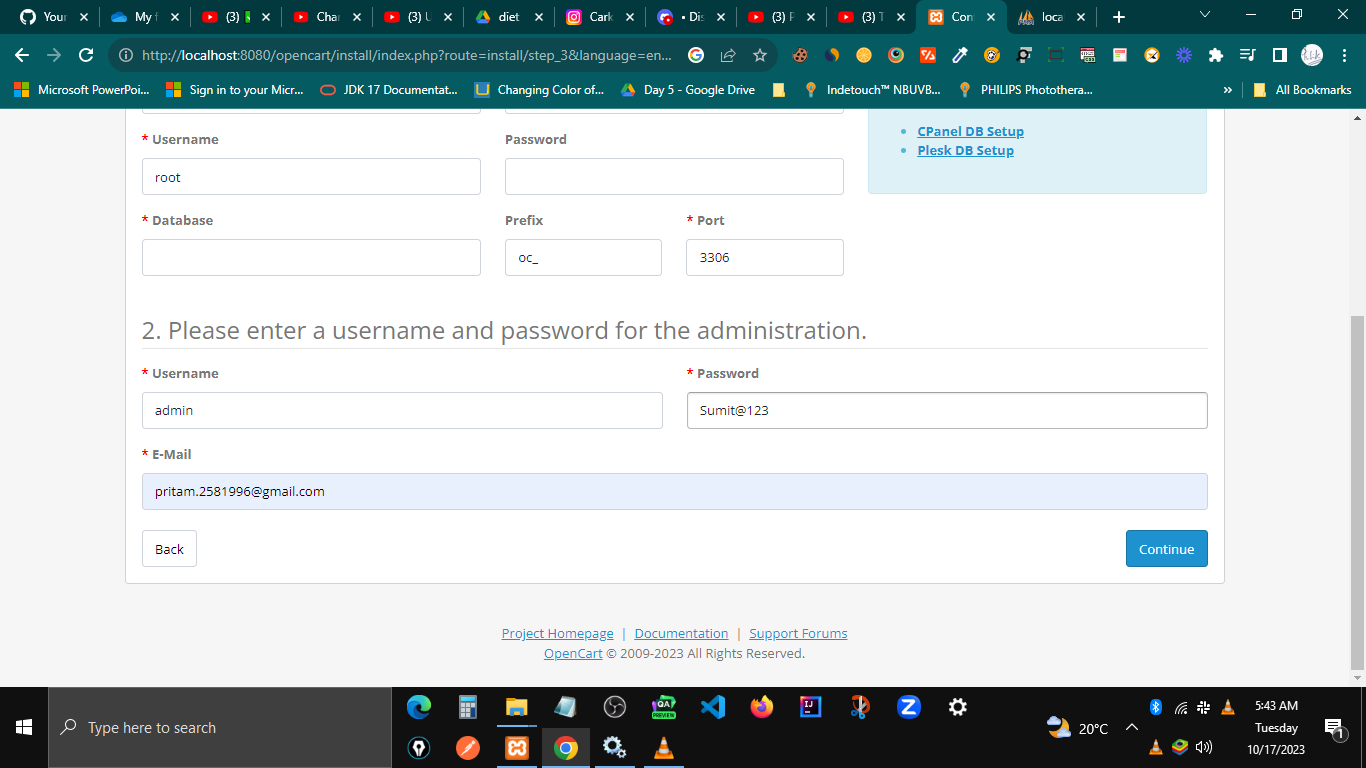 Your
My f
(3)
Char
(3) U
diet
Cark
• Dis
(3) P
(3) T
Con
loca
http://localhost:8080/opencart/install/index.php?route=install/step_3&language=en...
Microsoft PowerPoi...
Sign in to your Micr...
JDK 17 Documentat...
Changing Color of...
Day 5 - Google Drive
Indetouch™ NBUVB...
PHILIPS Photothera...
»
All Bookmarks
CPanel DB Setup
Plesk DB Setup
* Username
Password
root
* Database
Prefix
* Port
oc_
3306
2. Please enter a username and password for the administration.
* Username
* Password
admin
Sumit@123
* E-Mail
pritam.2581996@gmail.com
Back
Continue
Project Homepage | Documentation | Support Forums
OpenCart © 2009-2023 All Rights Reserved.
Type here to search
20°C
5:43 AM
Tuesday
10/17/2023
1